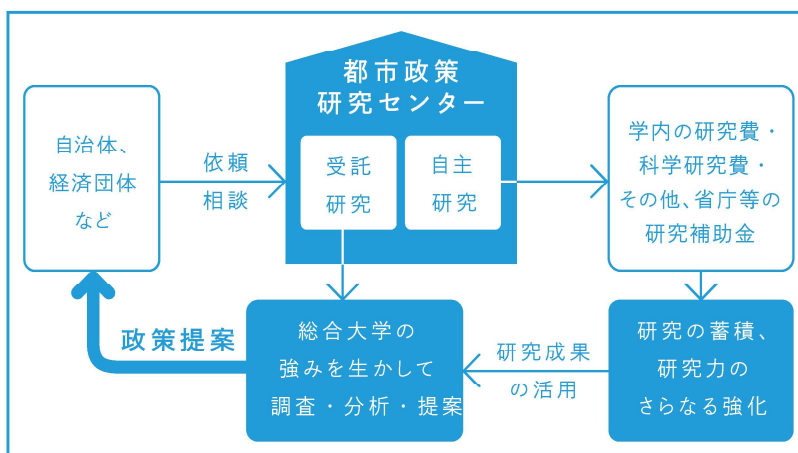 都市政策
研究センター
自治体、
経済団体
など
依頼
相談
受託
研究
自主
研究
学内の研究費・
科学研究費・
その他、省庁等の
研究補助金
政策提案
総合大学の
強みを生かして
調査・分析・提案
研究成果
の活用
研究の蓄積、
研究力の
さらなる強化